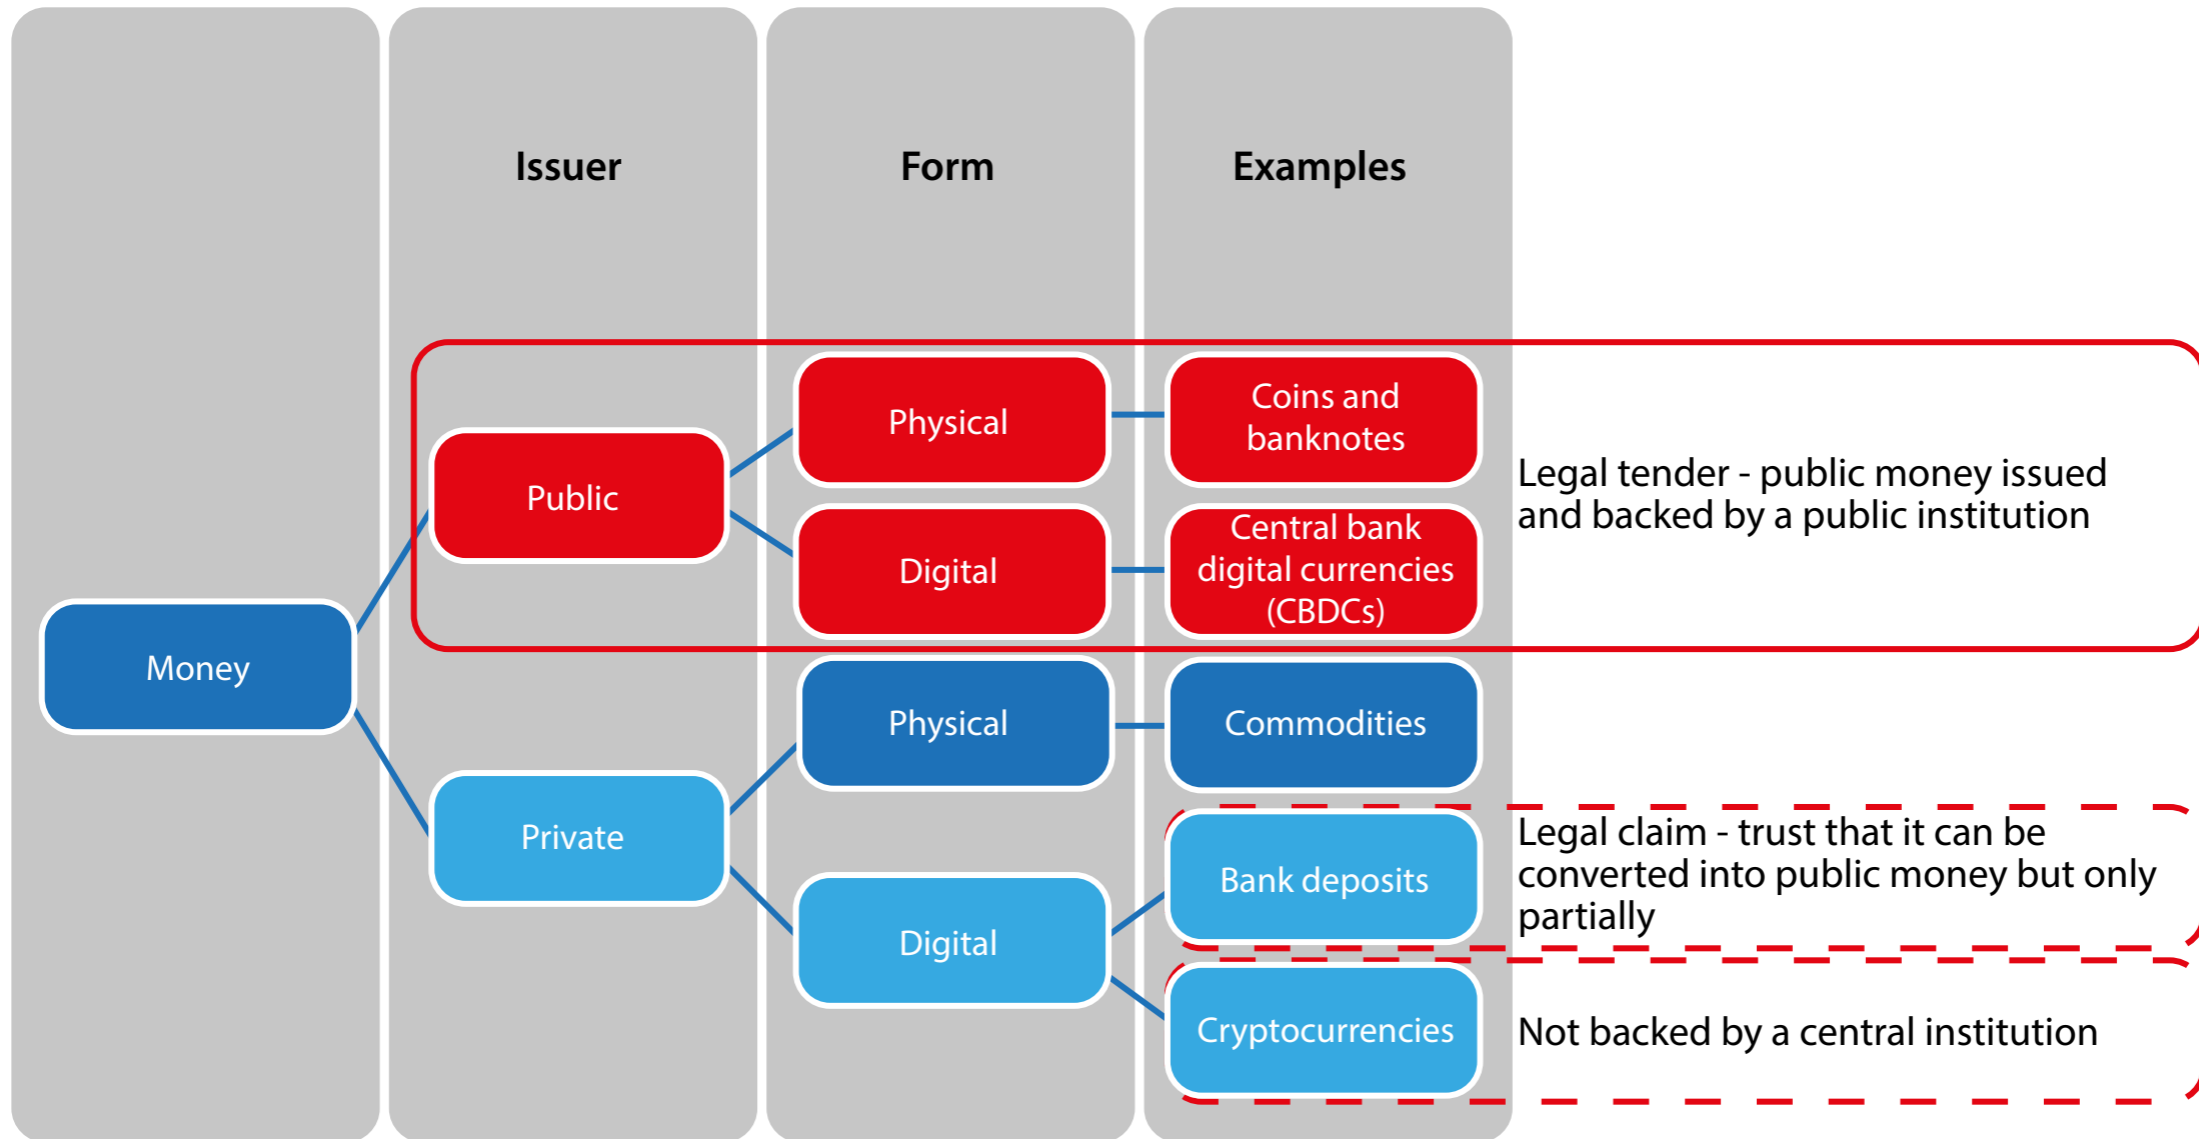 Issuer
Form
Examples
Money
Public
Physical
Coins and
banknotes
Digital
Central bank
digital currencies
(CBDCs)
Legal tender - public money issued
and backed by a public institution
Private
Physical
Commodities
Digital
Bank deposits
Legal claim - trust that it can be
converted into public money but only
partially
Cryptocurrencies
Not backed by a central institution